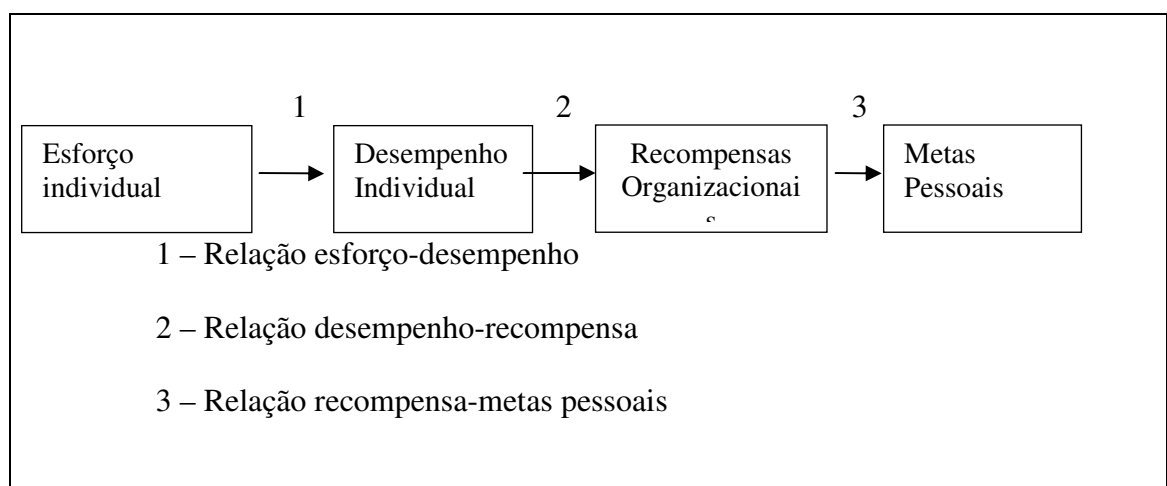 1 2 3
Esforço
individual
Desempenho
Individual
Recompensas
Organizacionai
s
Metas
Pessoais
1 – Relação esforço-desempenho
2 – Relação desempenho-recompensa
3 – Relação recompensa-metas pessoais